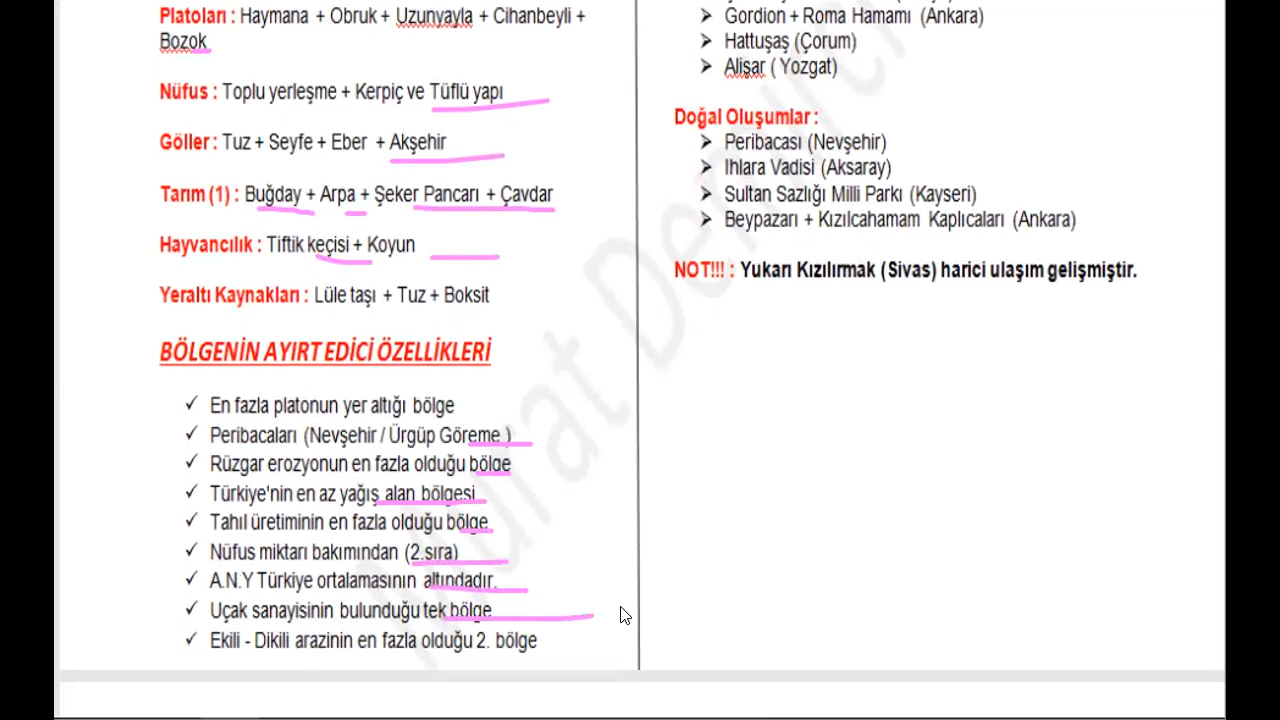 Platoları : Haymana + Obruk + Uzunyayla + Cihanbeyli +
Bozok
Nüfus : Toplu yerleşme + Kerpiç ve Tüflü yapı
Göller : Tuz + Seyfe + Eber + Akşehir
Tarım (1) : Buğday + Arpa + Şeker Pancarı + Çavdar
Hayvancılık : Tiftik keçisi + Koyun
Yeraltı Kaynakları : Lüle taşı + Tuz + Boksit
BÖLGENİN AYIRT EDİCİ ÖZELLİKLERİ
✓ En fazla platonun yer altığı bölge
✓ Peribacaları (Nevşehir / Ürgüp Göreme )
✓ Rüzgar erozyonun en fazla olduğu bölge
✓ Türkiye'nin en az yağış alan bölgesi
✓ Tahıl üretiminin en fazla olduğu bölge
✓ Nüfus miktarı bakımından (2.sıra)
✓ A.N.Y Türkiye ortalamasının altındadır.
✓ Uçak sanayisinin bulunduğu tek bölge
✓ Ekili - Dikili arazinin en fazla olduğu 2. bölge
➢ Gordion + Roma Hamamı (Ankara)
➢ Hattuşaş (Çorum)
➢ Alişar ( Yozgat)
Doğal Oluşumlar :
➢ Peribacası (Nevşehir)
➢ Ihlara Vadisi (Aksaray)
➢ Sultan Sazlığı Milli Parkı (Kayseri)
➢ Beypazarı + Kızılcahamam Kaplıcaları (Ankara)
NOT!!! : Yukarı Kızılırmak (Sivas) harici ulaşım gelişmiştir.